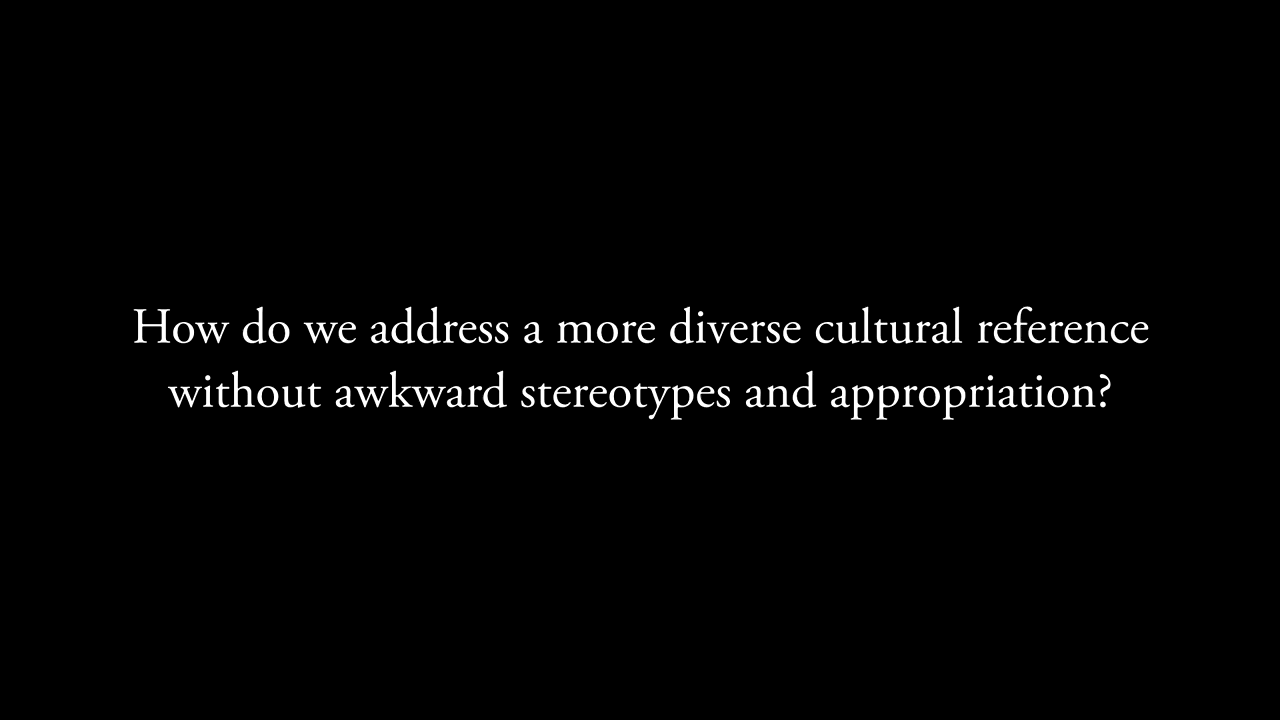 How do we address a more diverse cultural reference
without awkward stereotypes and appropriation?